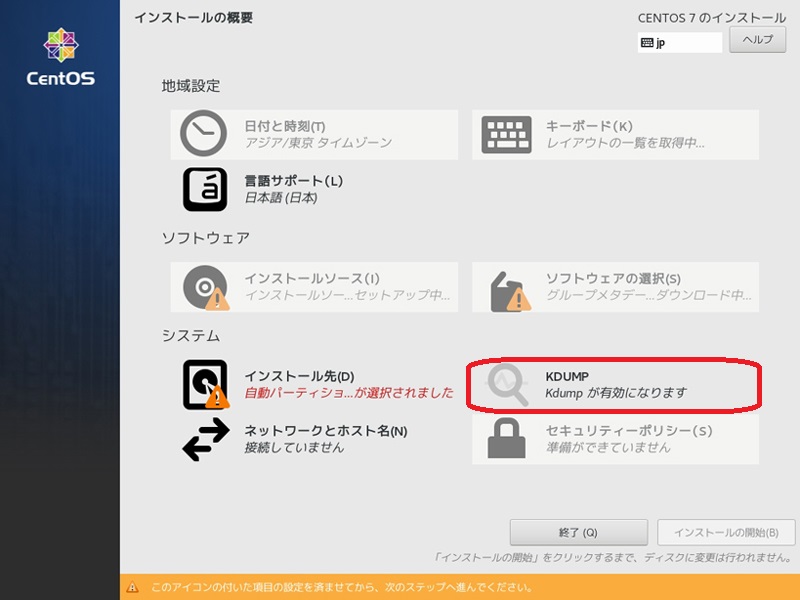 インストールの概要
CENTOS 7 のインストール
jp
ヘルプ
CentOS
地域設定
日付と時刻(T)
アジア/東京 タイムゾーン
キーボード(K)
レイアウトの一覧を取得中...
言語サポート(L)
日本語 (日本)
ソフトウェア
インストールソース(I)
インストールソー...セットアップ中...
ソフトウェアの選択(S)
グループメタデー...ダウンロード中...
システム
インストール先(D)
自動パーティショ...が選択されました
KDUMP
Kdump が有効になります
ネットワークとホスト名(N)
接続していません
セキュリティーポリシー(S)
準備ができていません
終了 (Q)
インストールの開始(B)
「インストールの開始」をクリックするまで、ディスクに変更は行われません。
このアイコンの付いた項目の設定を済ませてから、次のステップへ進んでください。